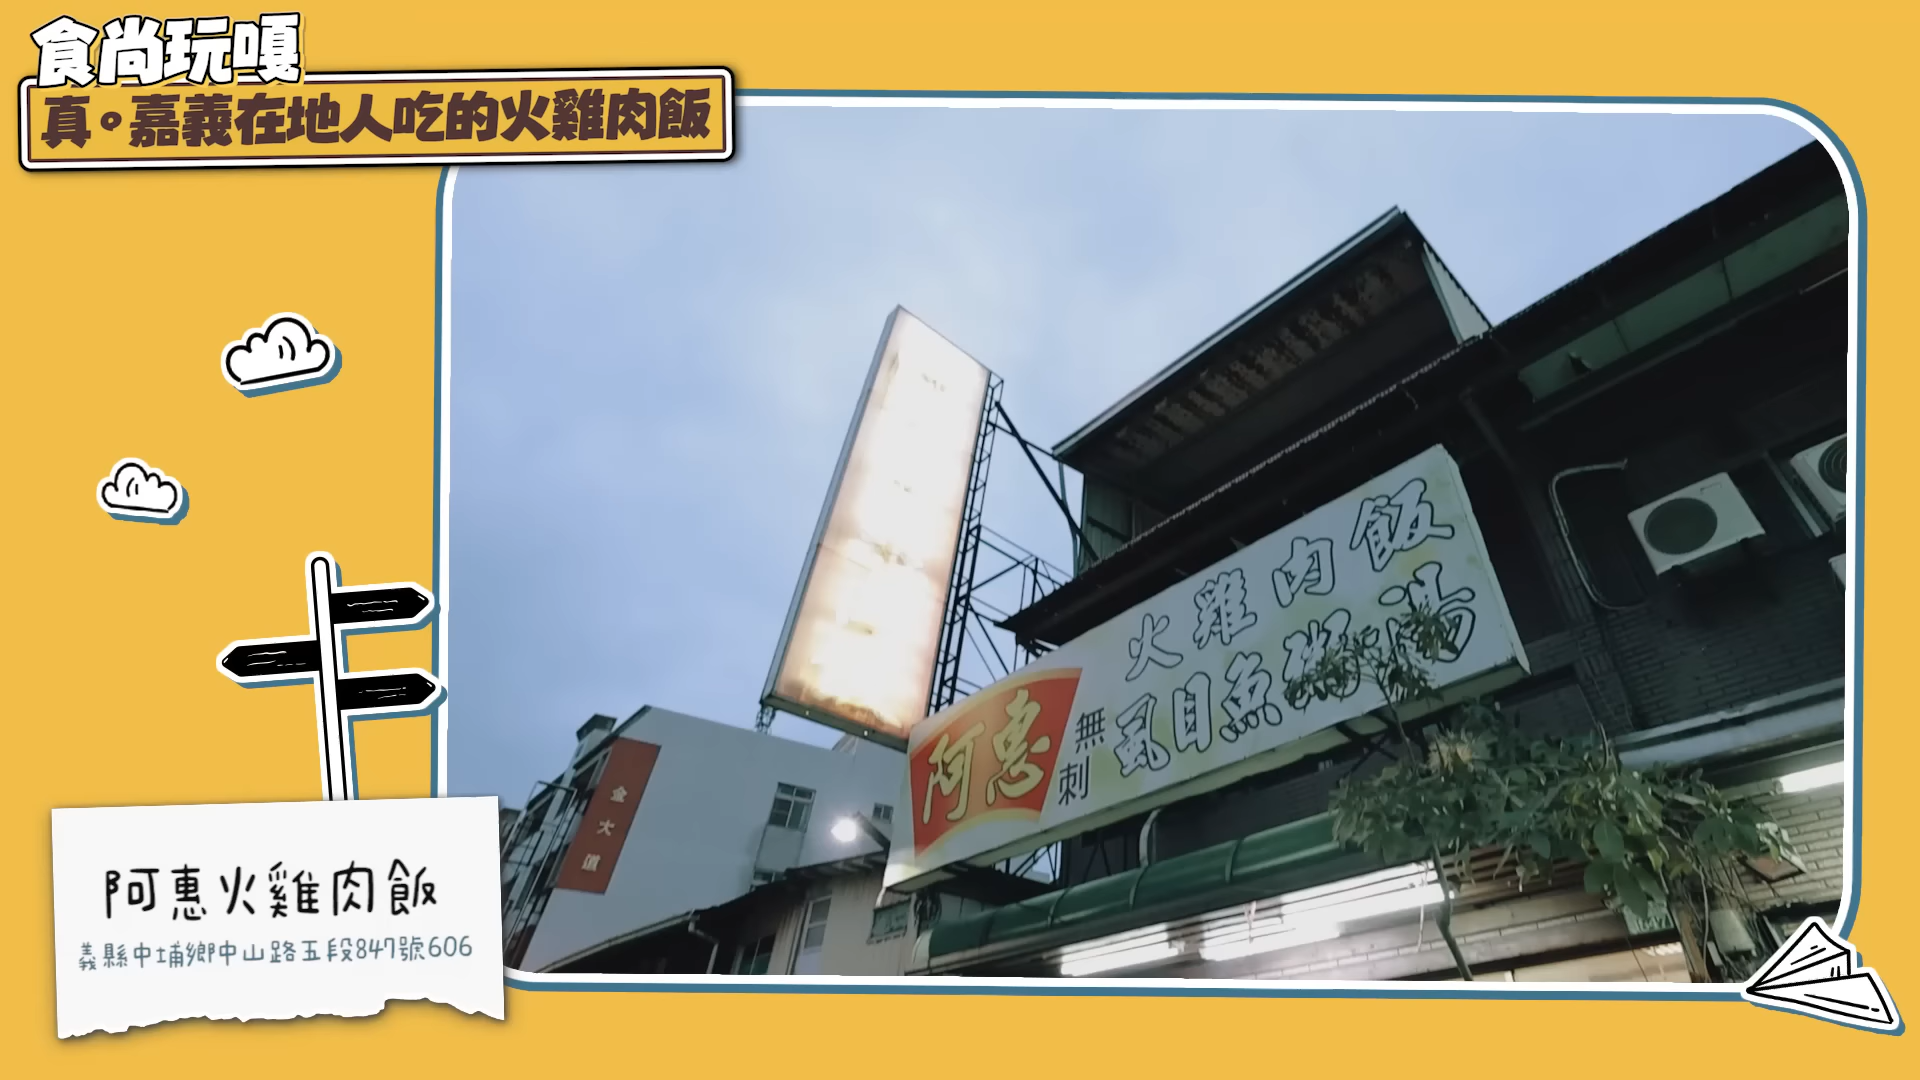 食尚玩嘎
真。嘉義在地人吃的火雞肉飯
火雞肉飯
阿惠
無刺
虱目魚粥湯
阿惠火雞肉飯
義縣中埔鄉中山路五段847號606